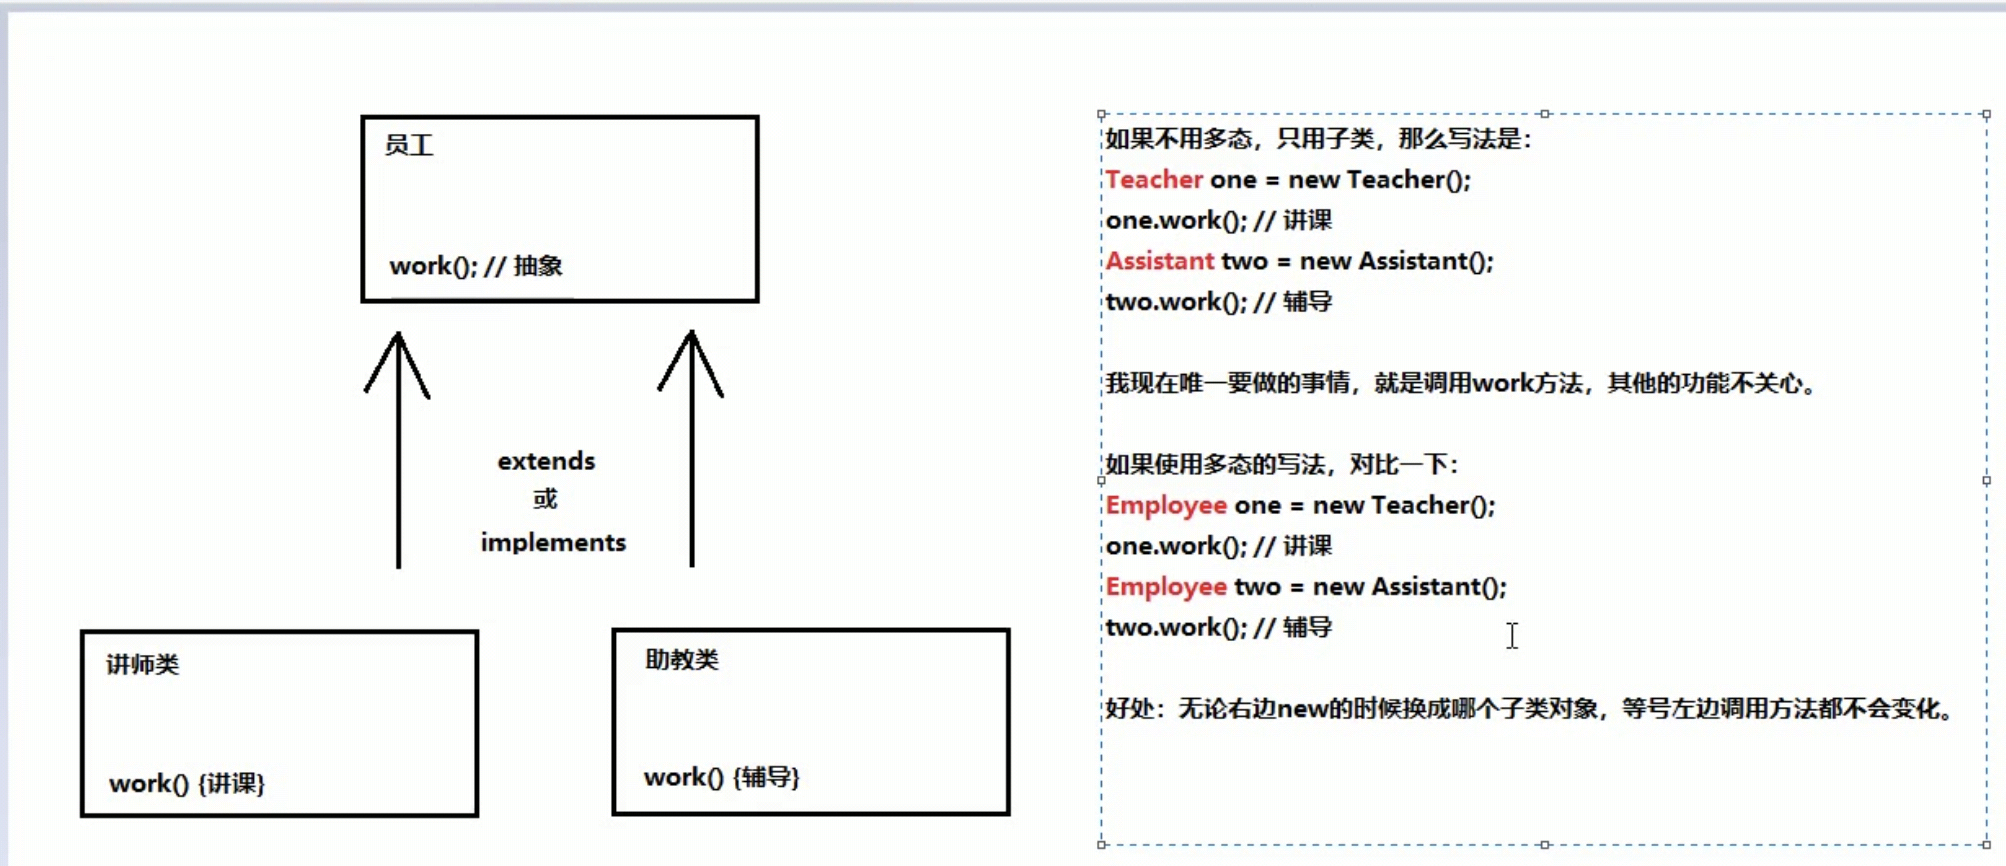 员工
work(); // 抽象
extends
或
implements
讲师类
work() {讲课}
助教类
work() {辅导}
如果不用多态，只用子类，那么写法是：
Teacher one = new Teacher();
one.work(); // 讲课
Assistant two = new Assistant();
two.work(); // 辅导
我现在唯一要做的事情，就是调用work方法，其他的功能不关心。
如果使用多态的写法，对比一下：
Employee one = new Teacher();
one.work(); // 讲课
Employee two = new Assistant();
two.work(); // 辅导
好处：无论右边new的时候换成哪个子类对象，等号左边调用方法都不会变化。